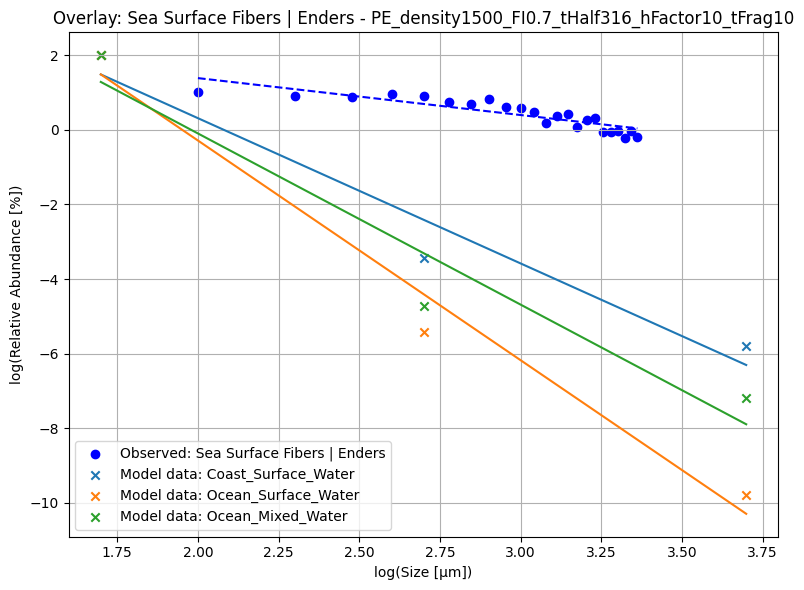 Overlay: Sea Surface Fibers | Enders - PE_density1500_FI0.7_tHalf316_hFactor10_tFrag10
log(Relative Abundance [%])
2
0
−2
−4
−6
−8
−10
Observed: Sea Surface Fibers | Enders
Model data: Coast_Surface_Water
Model data: Ocean_Surface_Water
Model data: Ocean_Mixed_Water
1.75 2.00 2.25 2.50 2.75 3.00 3.25 3.50 3.75
log(Size [μm])